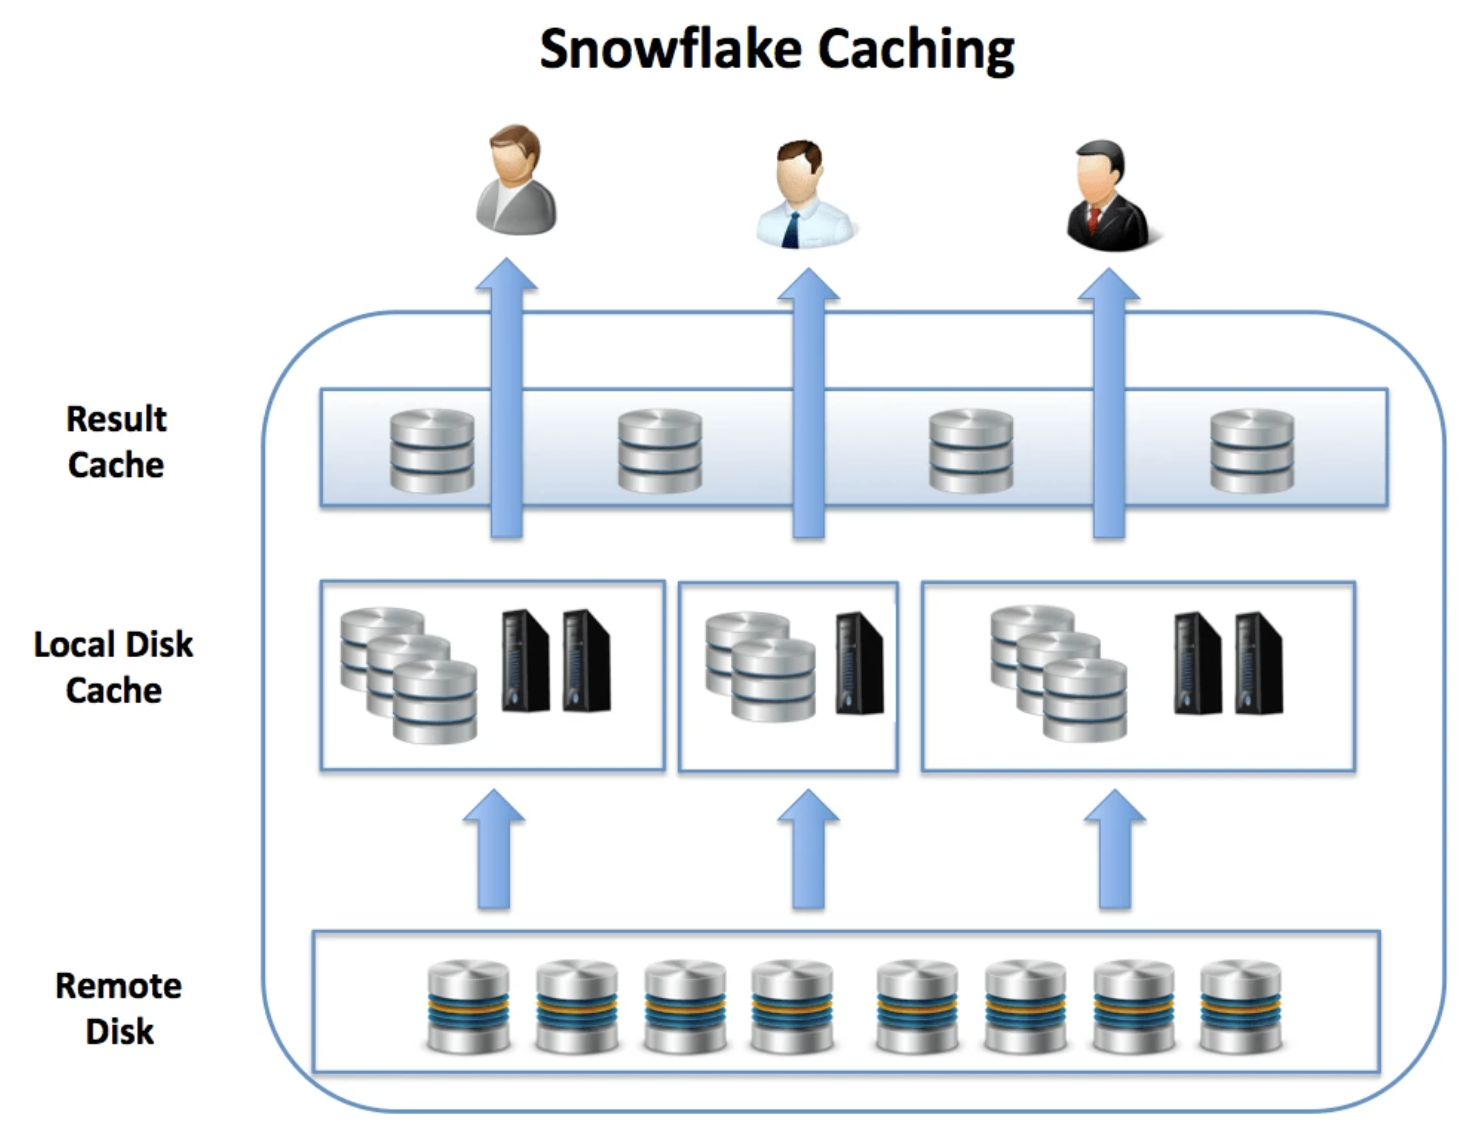 Snowflake Caching
Result
Cache
Local Disk
Cache
Remote
Disk